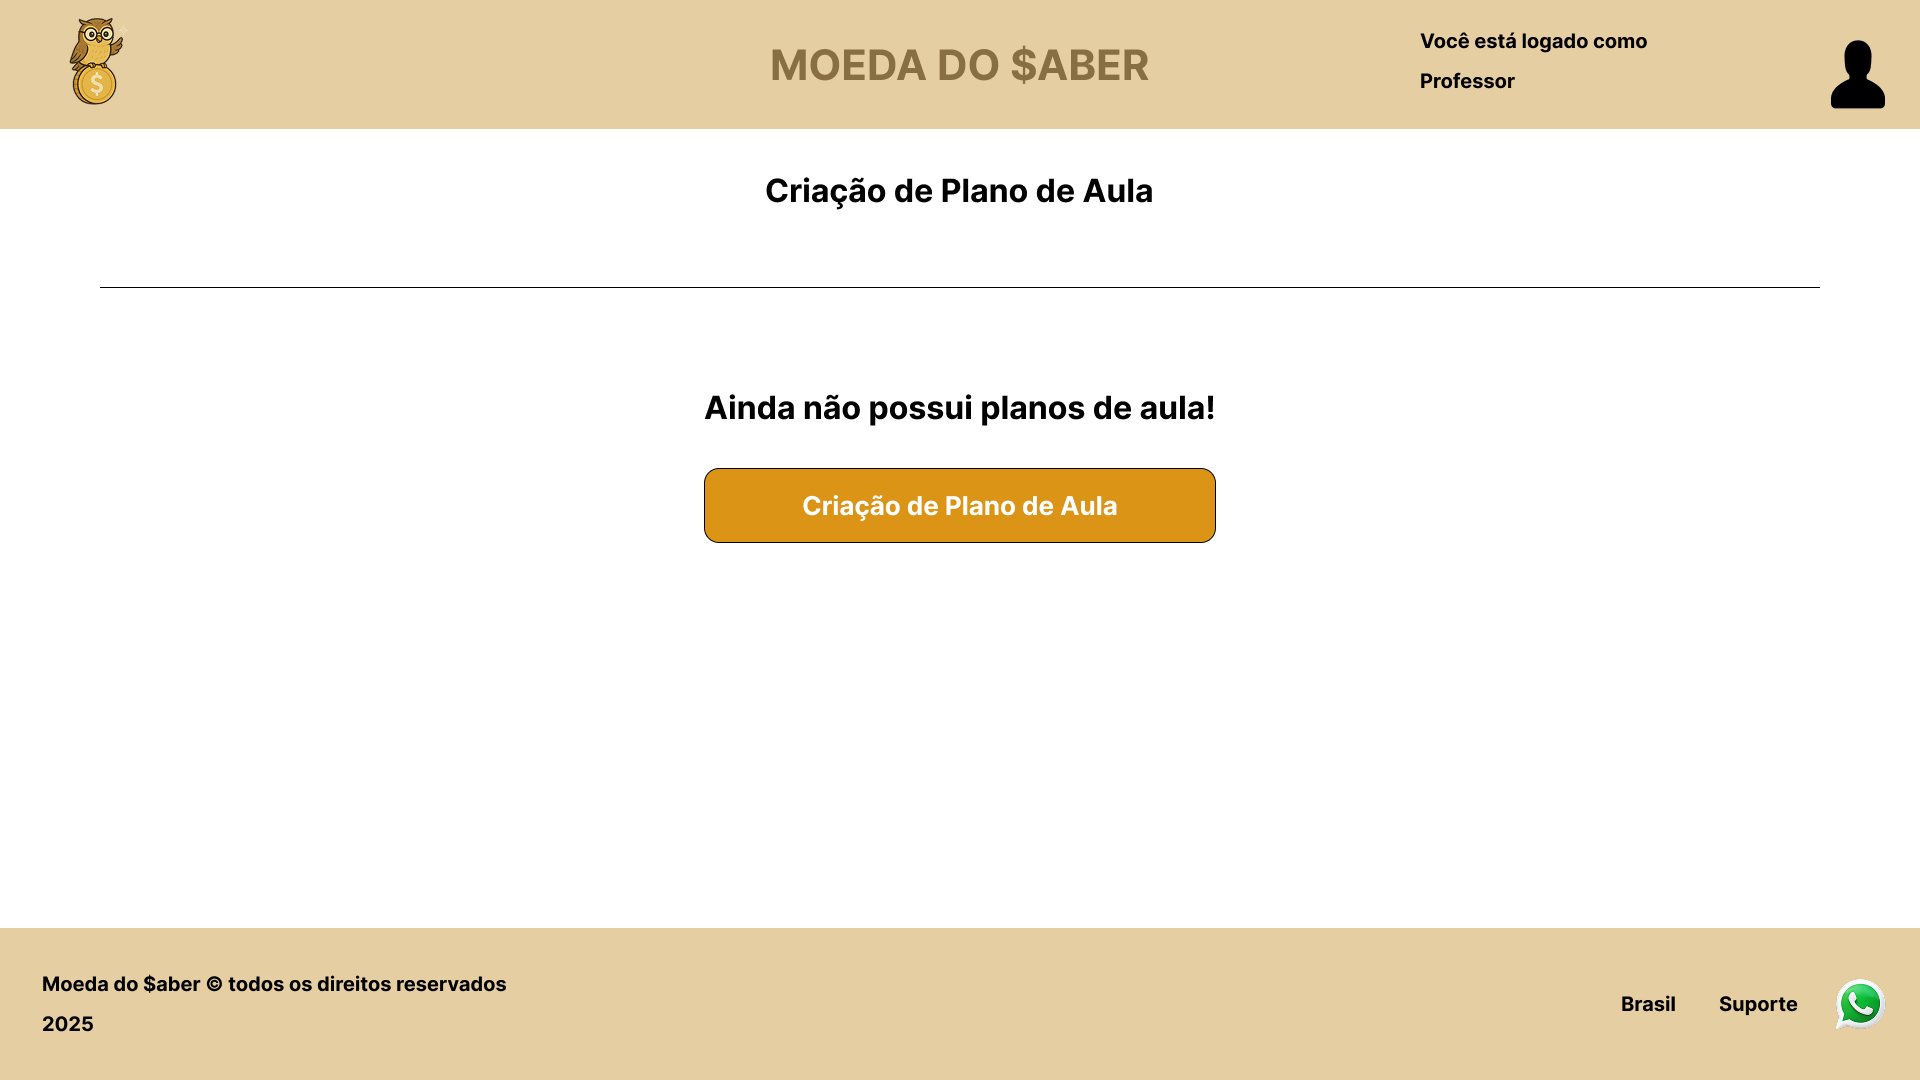 $
MOEDA DO $ABER
Você está logado como
Professor
Criação de Plano de Aula
Ainda não possui planos de aula!
Criação de Plano de Aula
Moeda do $aber © todos os direitos reservados
2025
Brasil
Suporte